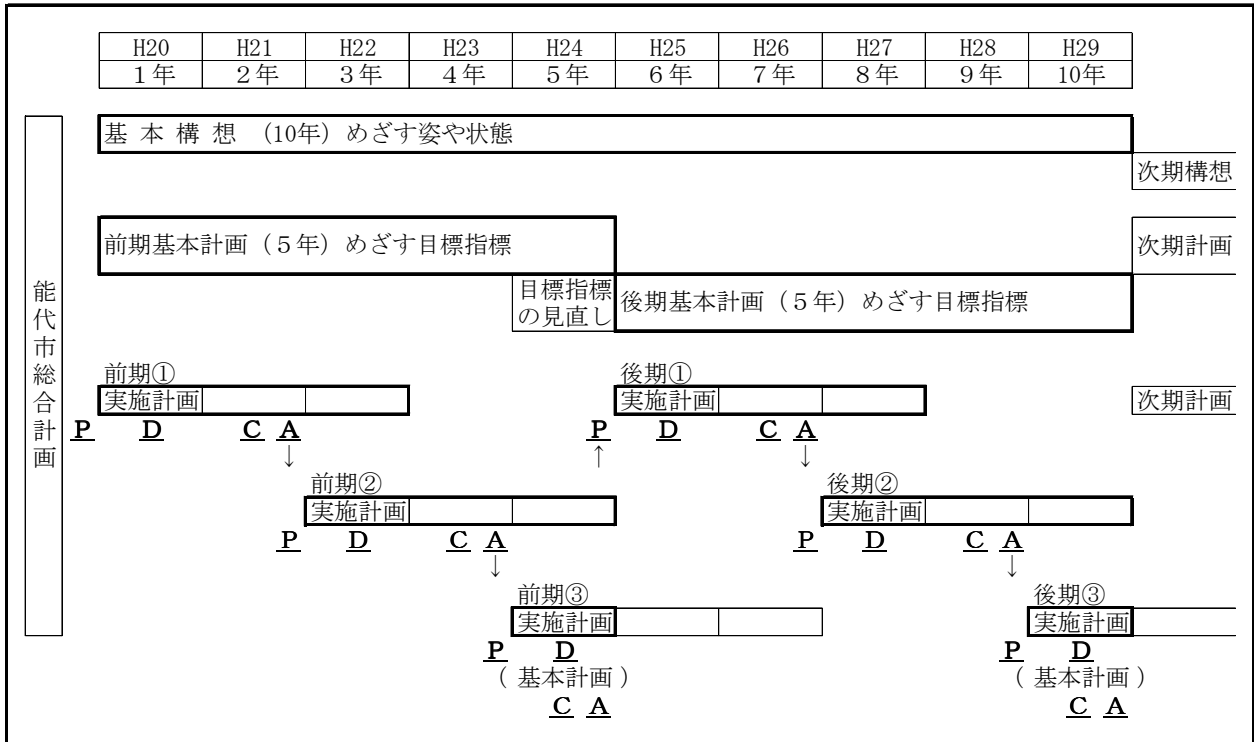 H20 H21 H22 H23 H24 H25 H26 H27 H28 H29
1年 2年 3年 4年 5年 6年 7年 8年 9年 10年
能代市総合計画
基本構想 (10年) めざす姿や状態
次期構想
前期基本計画（5年）めざす目標指標
次期計画
目標指標
の見直し
後期基本計画（5年）めざす目標指標
前期① 後期①
実施計画 実施計画 次期計画
P D C A P D C A
↓ ↑ ↓
前期② 後期②
実施計画 実施計画
P D C A P D C A
↓ ↓
前期③ 後期③
実施計画 実施計画
P D P D
（基本計画） （基本計画）
C A C A